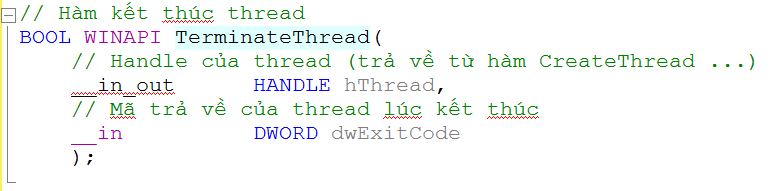 // Hàm kết thúc thread
BOOL WINAPI TerminateThread(
// Handle của thread (trả về từ hàm CreateThread ...)
__in_out HANDLE hThread,
// Mã trả về của thread lúc kết thúc
__in DWORD dwExitCode
);